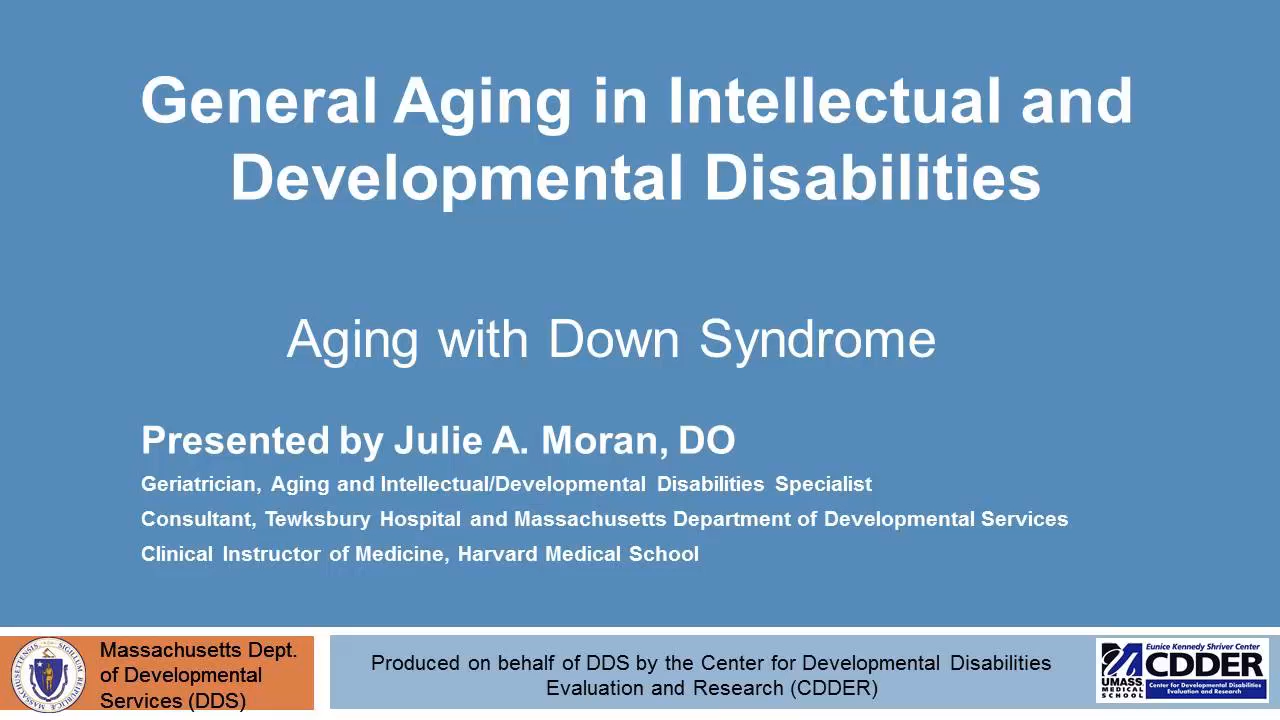 General Aging in Intellectual and
Developmental Disabilities
Aging with Down Syndrome
Presented by Julie A. Moran, DO
Geriatrician, Aging and Intellectual/Developmental Disabilities Specialist
Consultant, Tewksbury Hospital and Massachusetts Department of Developmental Services
Clinical Instructor of Medicine, Harvard Medical School
Massachusetts Dept.
of Developmental
Services (DDS)
Produced on behalf of DDS by the Center for Developmental Disabilities
Evaluation and Research (CDDER)
Eunice Kennedy Shriver Center
CDDER
UMASS.
MEDICAL
SCHOOL
Center for Developmental Disabilities
Evaluation and Research